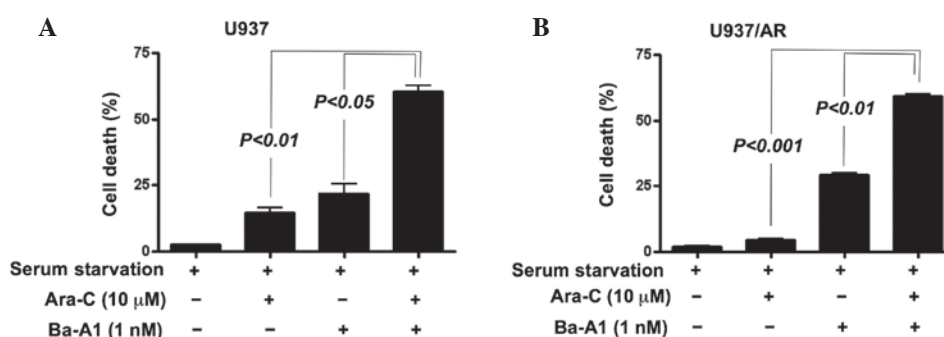 A
U937
75
50
25
0
Cell death (%)
P<0.01
P<0.05
Serum starvation + + + +
Ara-C (10 μM) – + – +
Ba-A1 (1 nM) – – + +
B
U937/AR
75
50
25
0
Cell death (%)
P<0.001
P<0.01
Serum starvation + + + +
Ara-C (10 μM) – + – +
Ba-A1 (1 nM) – – + +